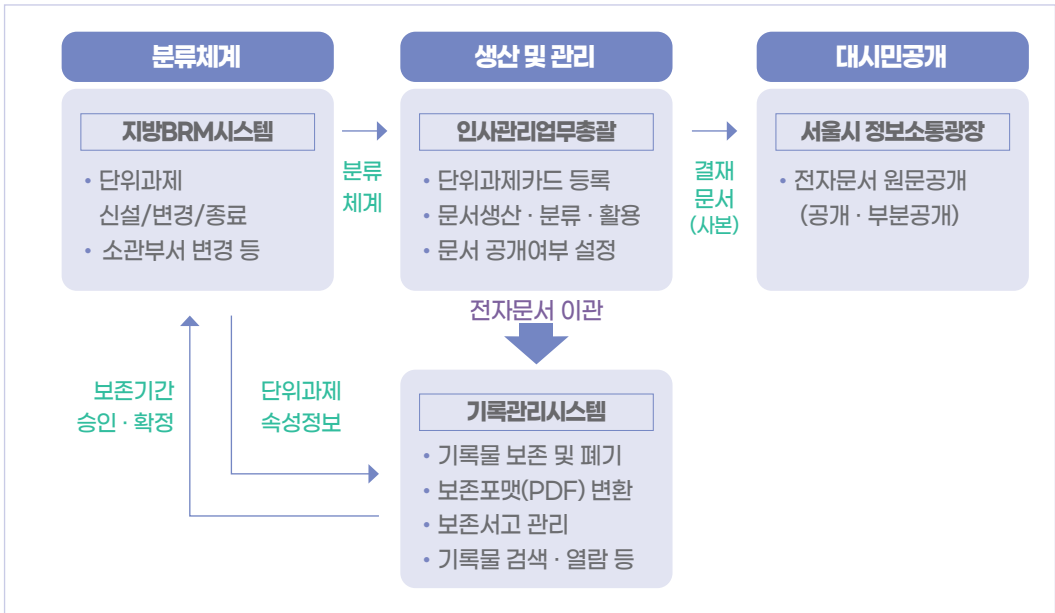 분류체계
지방BRM시스템
• 단위과제
신설/변경/종료
• 소관부서 변경 등
분류
체계
생산 및 관리
인사관리업무총괄
• 단위과제카드 등록
• 문서생산 · 분류 · 활용
• 문서 공개여부 설정
결재
문서
(사본)
대시민공개
서울시 정보소통광장
• 전자문서 원문공개
(공개 · 부분공개)
전자문서 이관
보존기간
승인 · 확정
단위과제
속성정보
기록관리시스템
• 기록물 보존 및 폐기
• 보존포맷(PDF) 변환
• 보존서고 관리
• 기록물 검색 · 열람 등